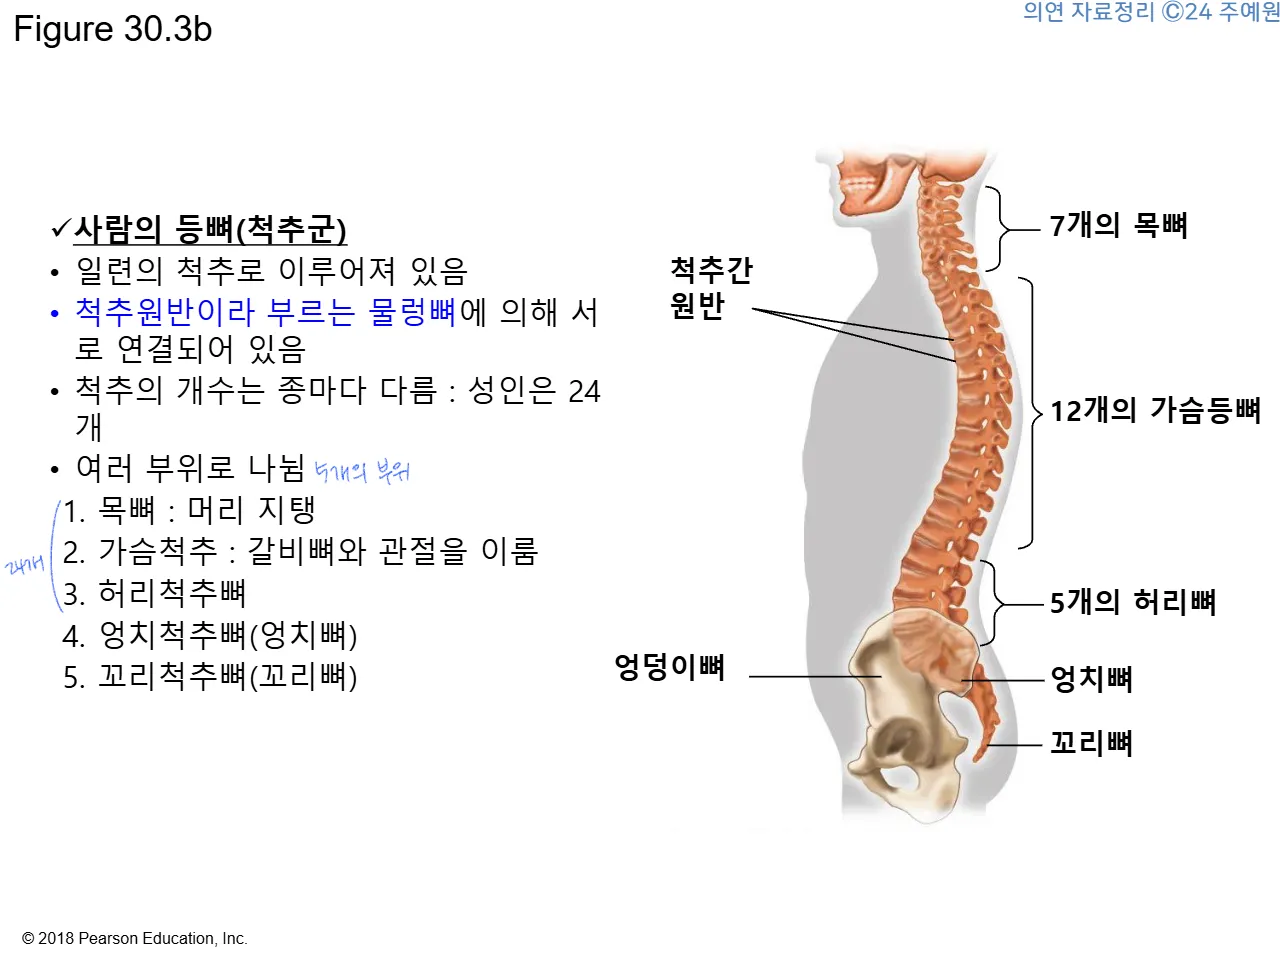 의연 자료정리 ©24 주예원
Figure 30.3b
✓사람의 등뼈(척추군)
• 일련의 척추로 이루어져 있음
• 척추원반이라 부르는 물렁뼈에 의해 서
로 연결되어 있음
• 척추의 개수는 종마다 다름 : 성인은 24
개
• 여러 부위로 나뉨 5개의 부위
1. 목뼈 : 머리 지탱
2. 가슴척추 : 갈비뼈와 관절을 이룸
24개
3. 허리척추뼈
4. 엉치척추뼈(엉치뼈)
5. 꼬리척추뼈(꼬리뼈)
척추간
원반
엉덩이뼈
7개의 목뼈
12개의 가슴등뼈
5개의 허리뼈
엉치뼈
꼬리뼈
© 2018 Pearson Education, Inc.